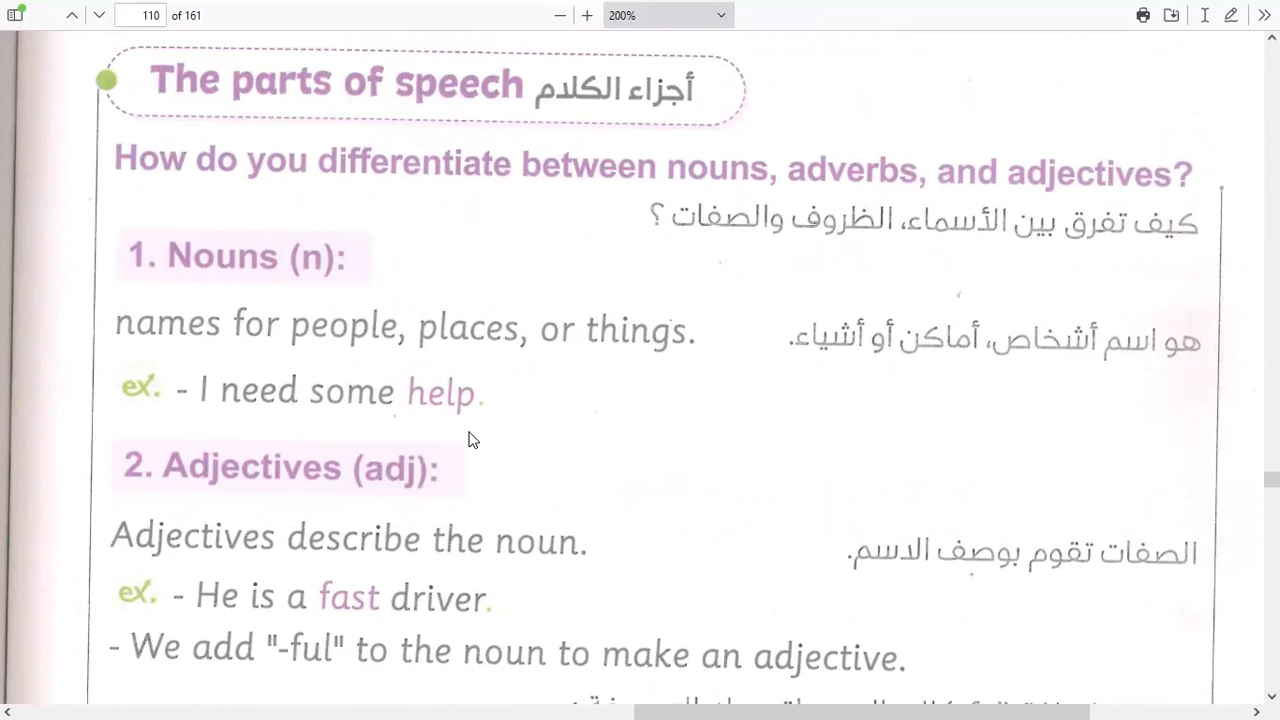 110 of 161
200%
The parts of speech أجزاء الكلام
How do you differentiate between nouns, adverbs, and adjectives?
كيف تفرق بين الأسماء، الظروف والصفات ؟
1. Nouns (n):
names for people, places, or things. هو اسم أشخاص، أماكن أو أشياء.
ex. - I need some help.
2. Adjectives (adj):
Adjectives describe the noun. الصفات تقوم بوصف الاسم.
ex. - He is a fast driver.
- We add "-ful" to the noun to make an adjective.